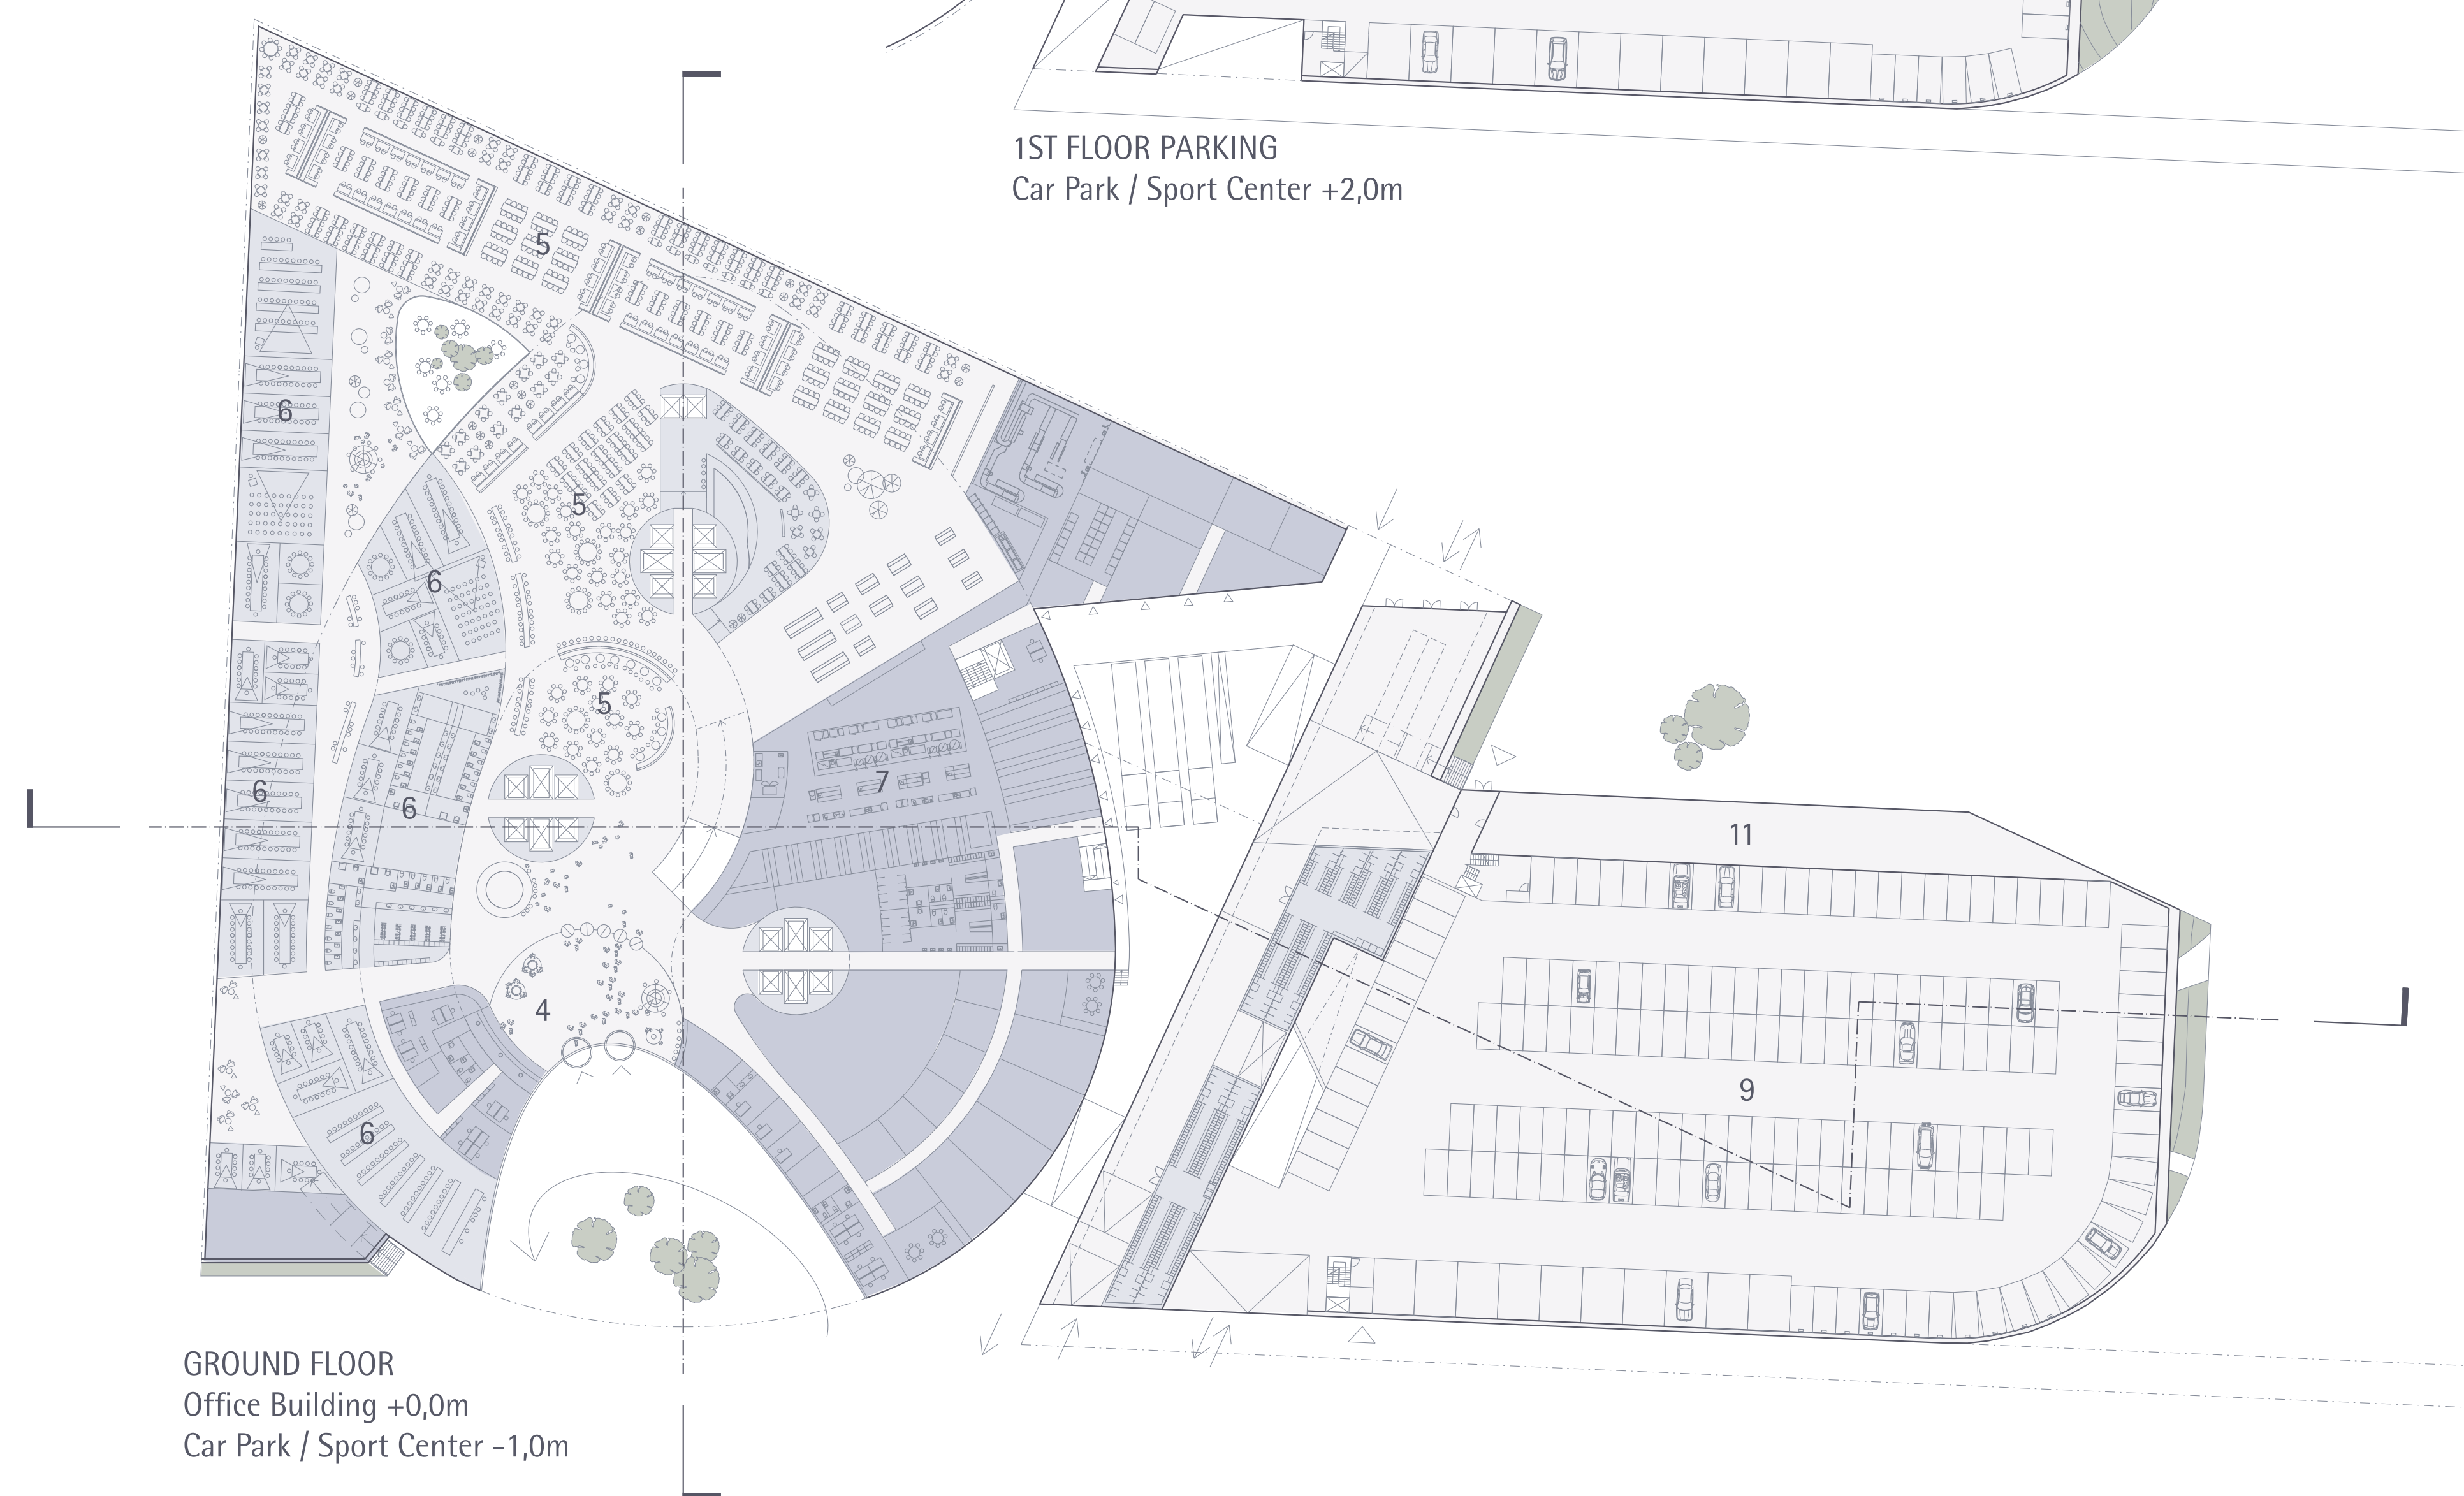 1ST FLOOR PARKING
Car Park / Sport Center +2,0m
5
6
5
6
5
7
6
6
11
4
9
6
GROUND FLOOR
Office Building +0,0m
Car Park / Sport Center -1,0m